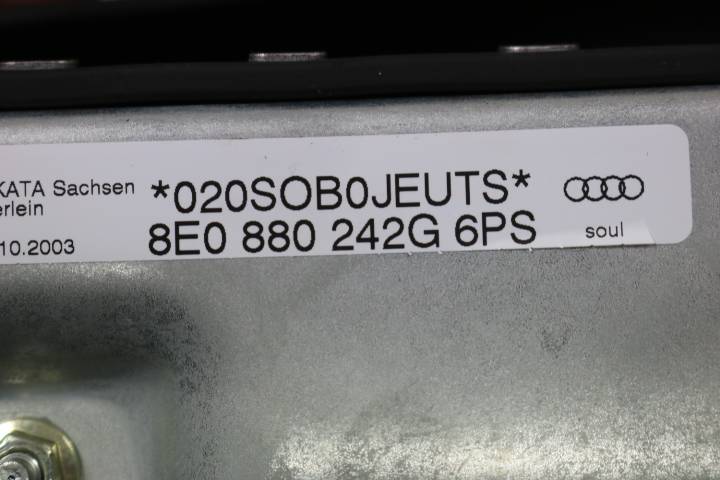 KATA Sachsen
erlein
10.2003
*020SOB0JEUTS*
8E0 880 242G 6PS
soul